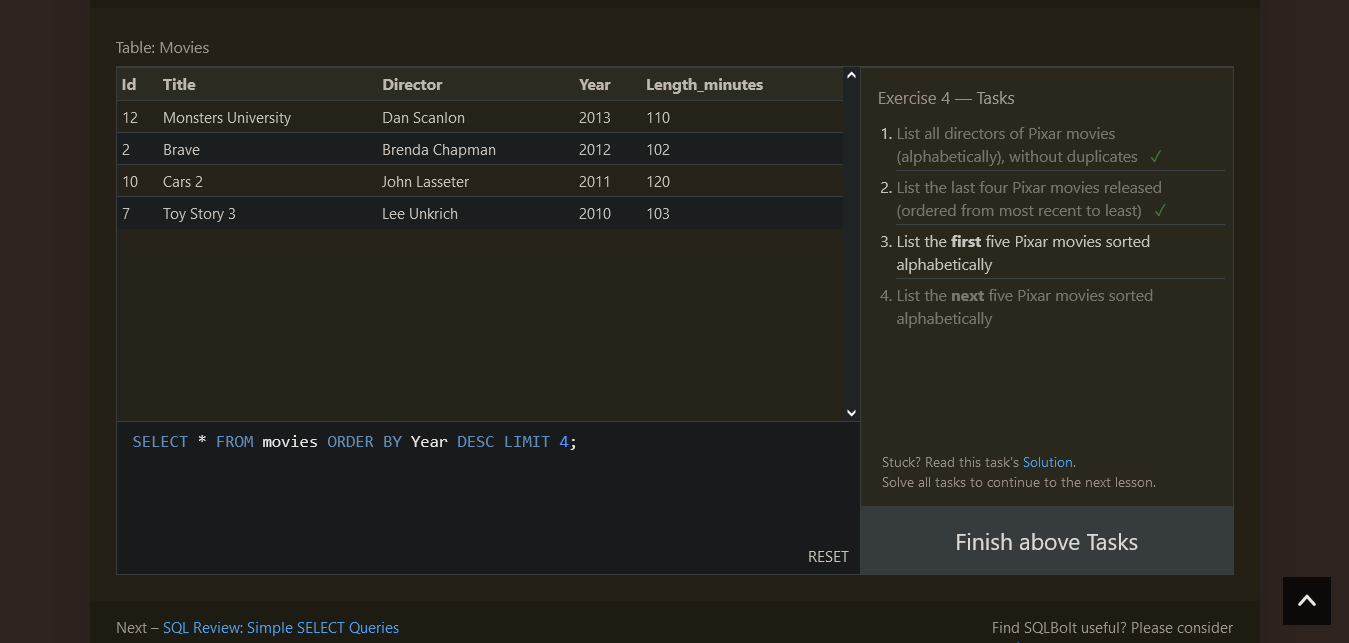 Table: Movies
Id Title Director Year Length_minutes
12 Monsters University Dan Scanlon 2013 110
2 Brave Brenda Chapman 2012 102
10 Cars 2 John Lasseter 2011 120
7 Toy Story 3 Lee Unkrich 2010 103
SELECT * FROM movies ORDER BY Year DESC LIMIT 4;
RESET
Exercise 4 — Tasks
1. List all directors of Pixar movies
(alphabetically), without duplicates ✓
2. List the last four Pixar movies released
(ordered from most recent to least) ✓
3. List the first five Pixar movies sorted
alphabetically
4. List the next five Pixar movies sorted
alphabetically
Stuck? Read this task's Solution.
Solve all tasks to continue to the next lesson.
Finish above Tasks
Next – SQL Review: Simple SELECT Queries
Find SQLBolt useful? Please consider